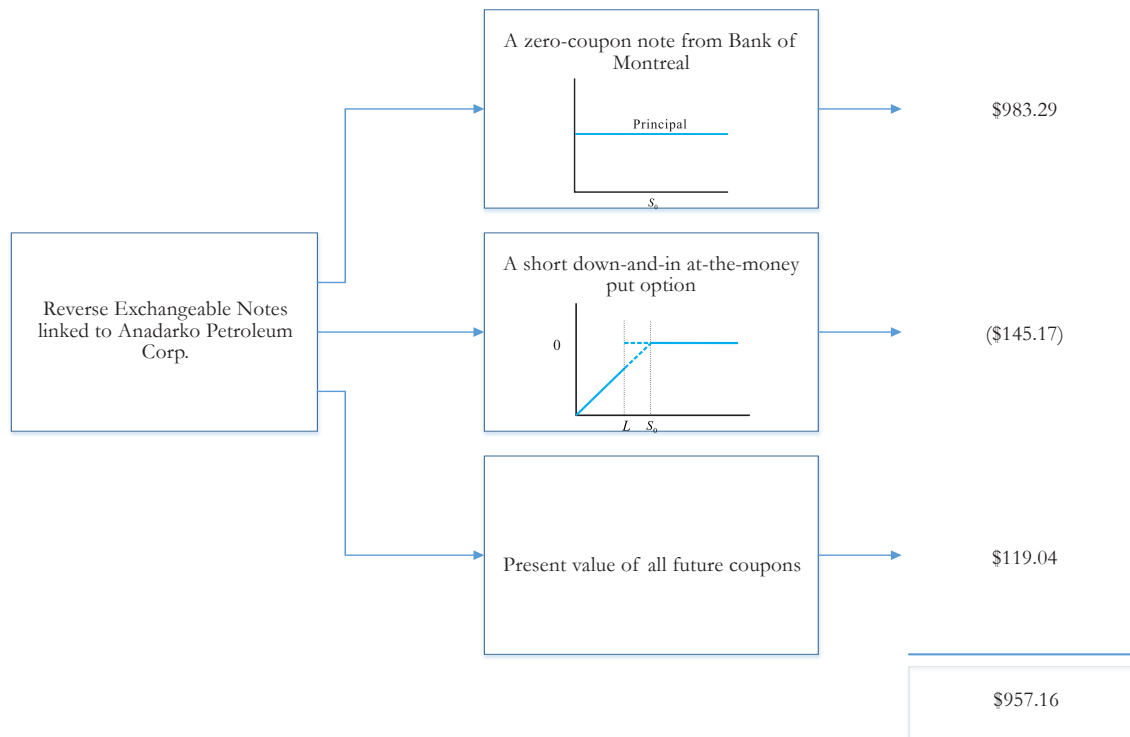 A zero-coupon note from Bank of
Montreal
Principal
S₀
$983.29
Reverse Exchangeable Notes
linked to Anadarko Petroleum
Corp.
A short down-and-in at-the-money
put option
0
L S₀
($145.17)
Present value of all future coupons
$119.04
$957.16